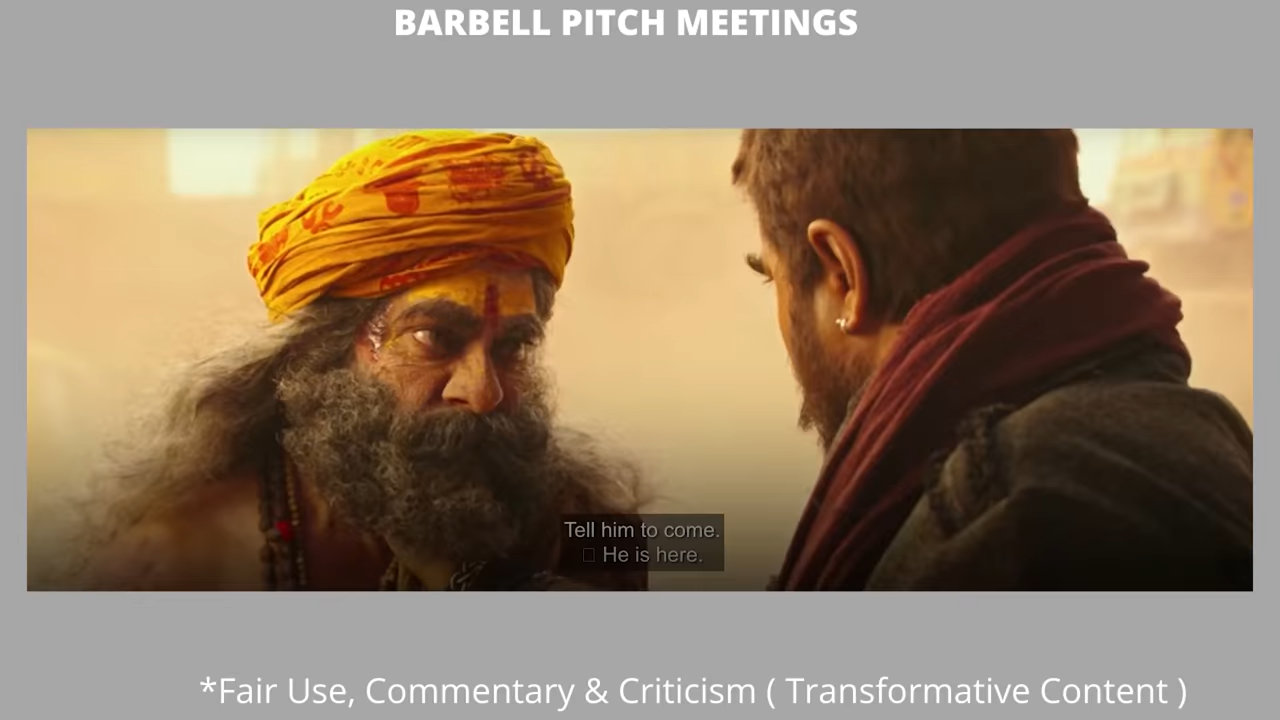 BARBELL PITCH MEETINGS
Tell him to come.
He is here.
*Fair Use, Commentary & Criticism ( Transformative Content )